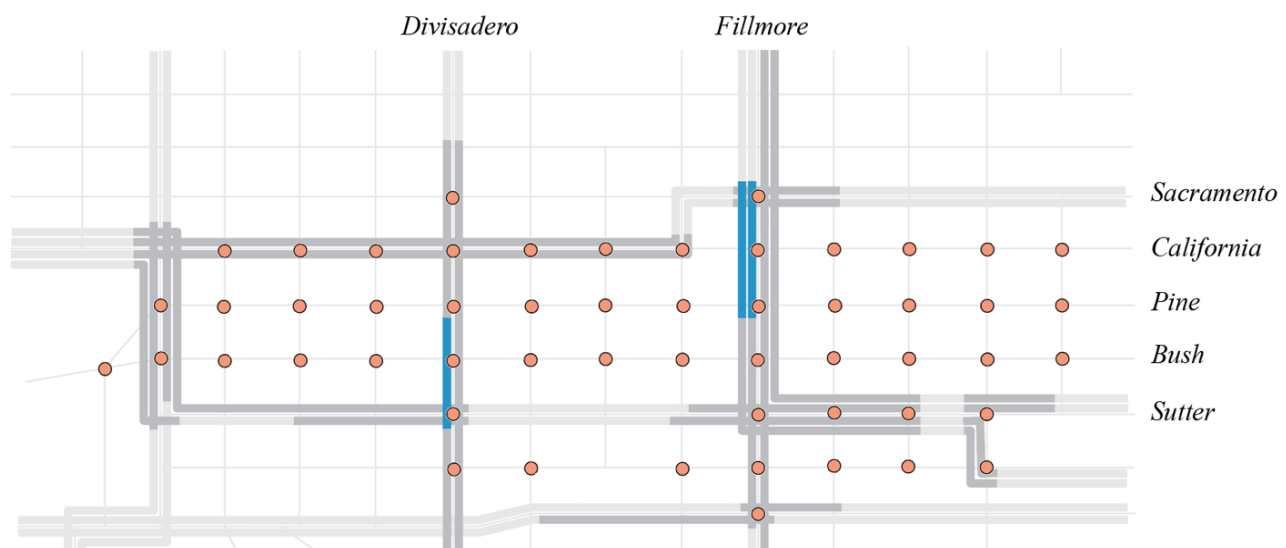 Divisadero
Fillmore
Sacramento
California
Pine
Bush
Sutter